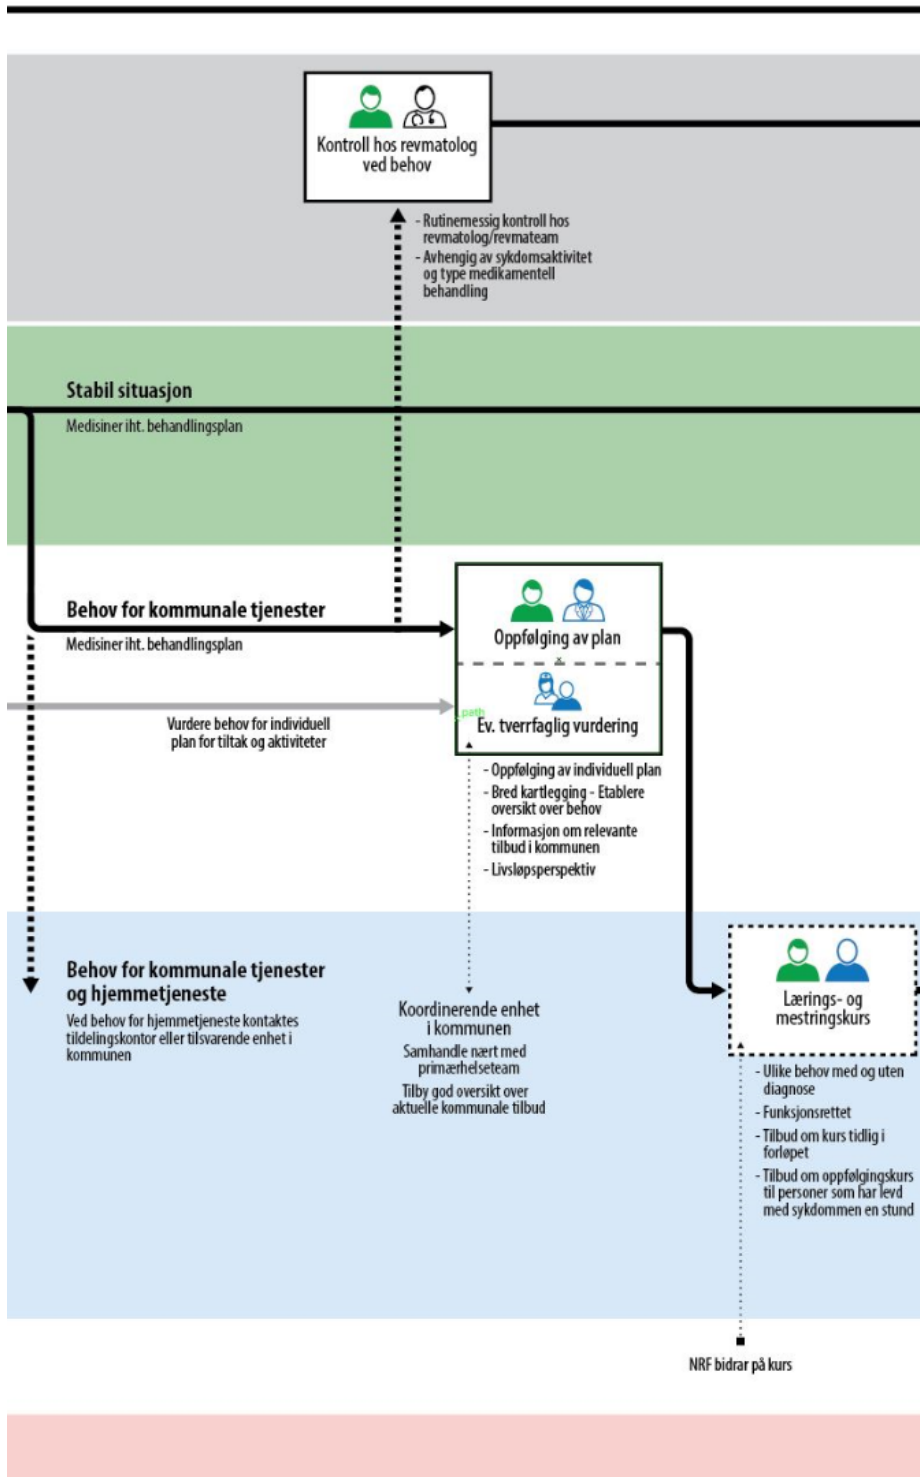 Kontroll hos revmatolog
ved behov
- Rutinemessig kontroll hos
revmatolog/revmateam
- Avhengig av sykdomsaktivitet
og type medikamentell
behandling
Stabil situasjon
Medisiner iht. behandlingsplan
Behov for kommunale tjenester
Medisiner iht. behandlingsplan
Oppfølging av plan
x
path
Ev. tverrfaglig vurdering
Vurdere behov for individuell
plan for tiltak og aktiviteter
- Oppfølging av individuell plan
- Bred kartlegging - Etablere
oversikt over behov
- Informasjon om relevante
tilbud i kommunen
- Livsløpsperspektiv
Behov for kommunale tjenester
og hjemmetjeneste
Ved behov for hjemmetjeneste kontaktes
tildelingskontor eller tilsvarende enhet i
kommunen
Koordinerende enhet
i kommunen
Samhandle nært med
primærhelseteam
Tilby god oversikt over
aktuelle kommunale tilbud
Lærings- og
mestringskurs
- Ulike behov med og uten
diagnose
- Funksjonsrettet
- Tilbud om kurs tidlig i
forløpet
- Tilbud om oppfølgingskurs
til personer som har levd
med sykdommen en stund
NRF bidrar på kurs